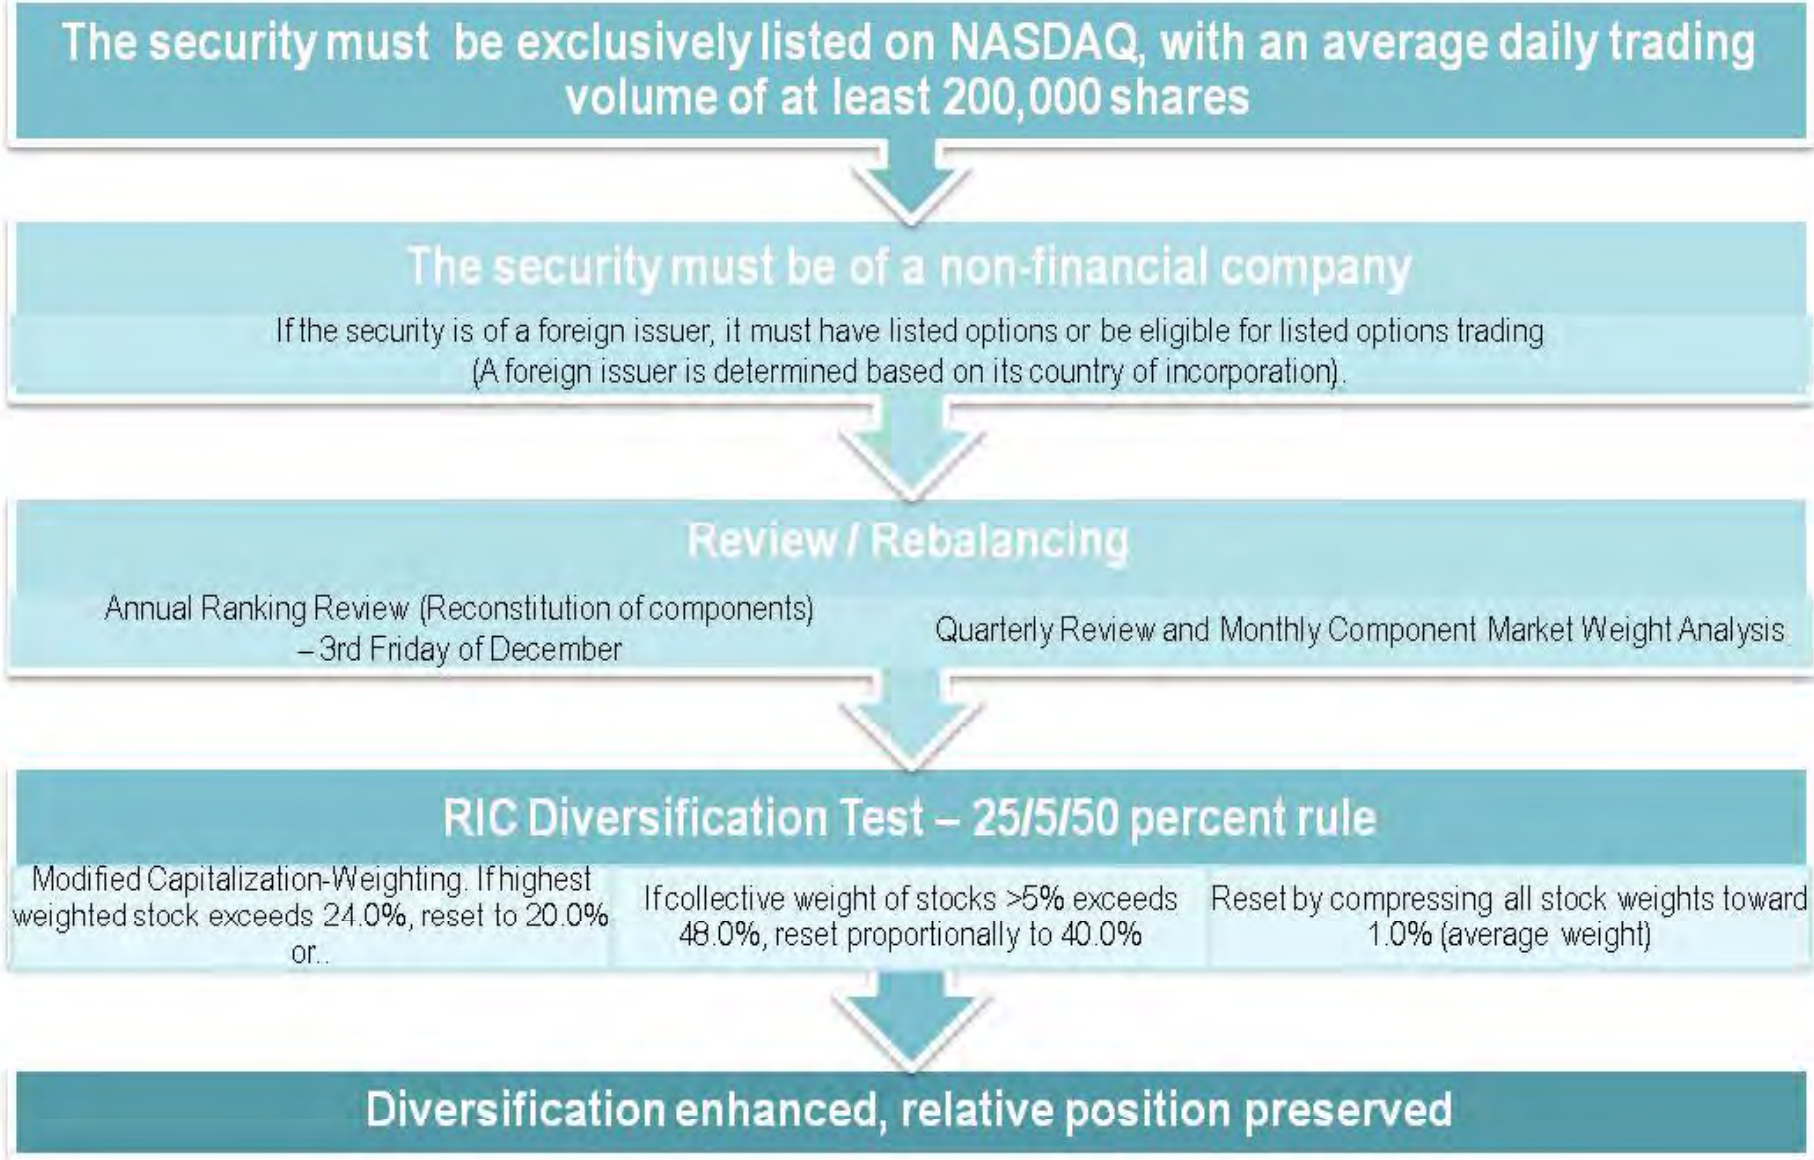 The security must be exclusively listed on NASDAQ, with an average daily trading
volume of at least 200,000 shares
The security must be of a non-financial company
If the security is of a foreign issuer, it must have listed options or be eligible for listed options trading
(A foreign issuer is determined based on its country of incorporation).
Review / Rebalancing
Annual Ranking Review (Reconstitution of components)
– 3rd Friday of December
Quarterly Review and Monthly Component Market Weight Analysis
RIC Diversification Test – 25/5/50 percent rule
Modified Capitalization-Weighting. If highest
weighted stock exceeds 24.0%, reset to 20.0%
or..
If collective weight of stocks >5% exceeds
48.0%, reset proportionally to 40.0%
Reset by compressing all stock weights toward
1.0% (average weight)
Diversification enhanced, relative position preserved